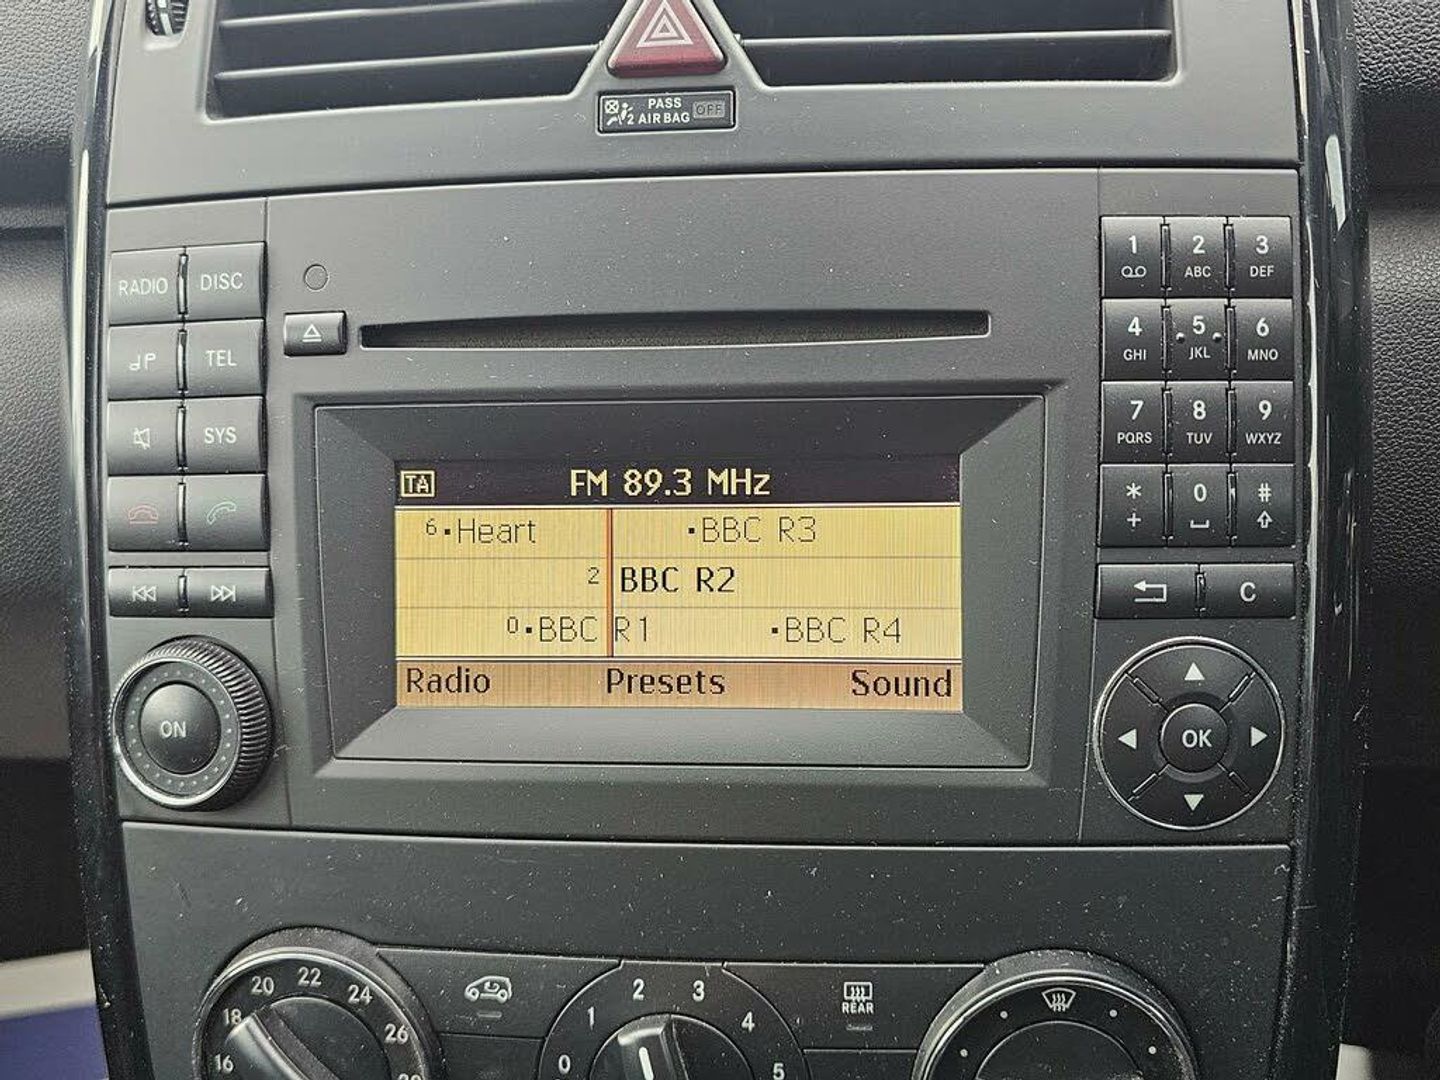 PASS
2 AIRBAG OFF
RADIO DISC
TEL
SYS
ON
TA FM 89.3 MHz
6 Heart BBC R3
2 BBC R2
0 BBC R1 BBC R4
Radio Presets Sound
1 2 3
ABC DEF
4 5 6
GHI JKL MNO
7 8 9
PQRS TUV WXYZ
* 0 #
+
C
OK
16 18 20 22 24 26
0 1 2 3 4 5
REAR